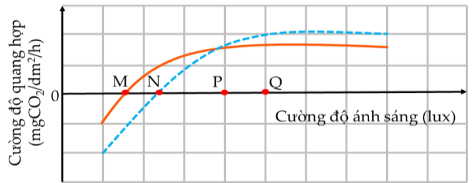 Cường độ quang hợp
(mgCO2/dm²/h)
M N P Q
0
Cường độ ánh sáng (lux)